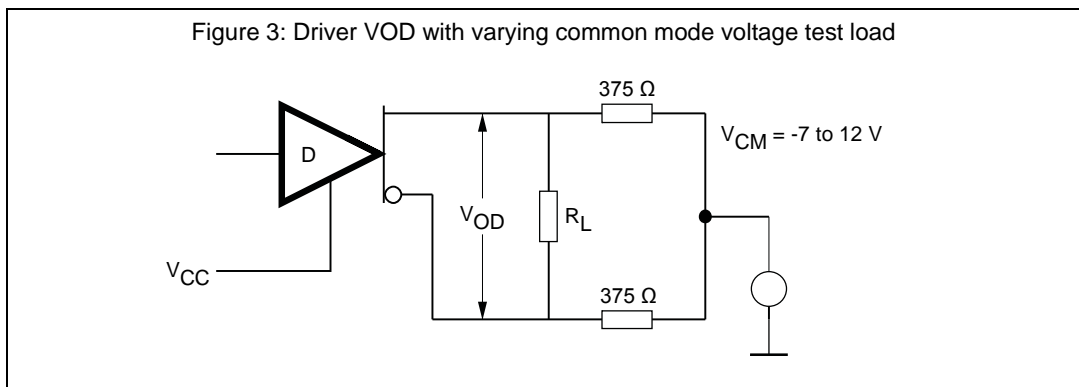 Figure 3: Driver VOD with varying common mode voltage test load
375 Ω
VCM = -7 to 12 V
D
VOD
RL
VCC
375 Ω